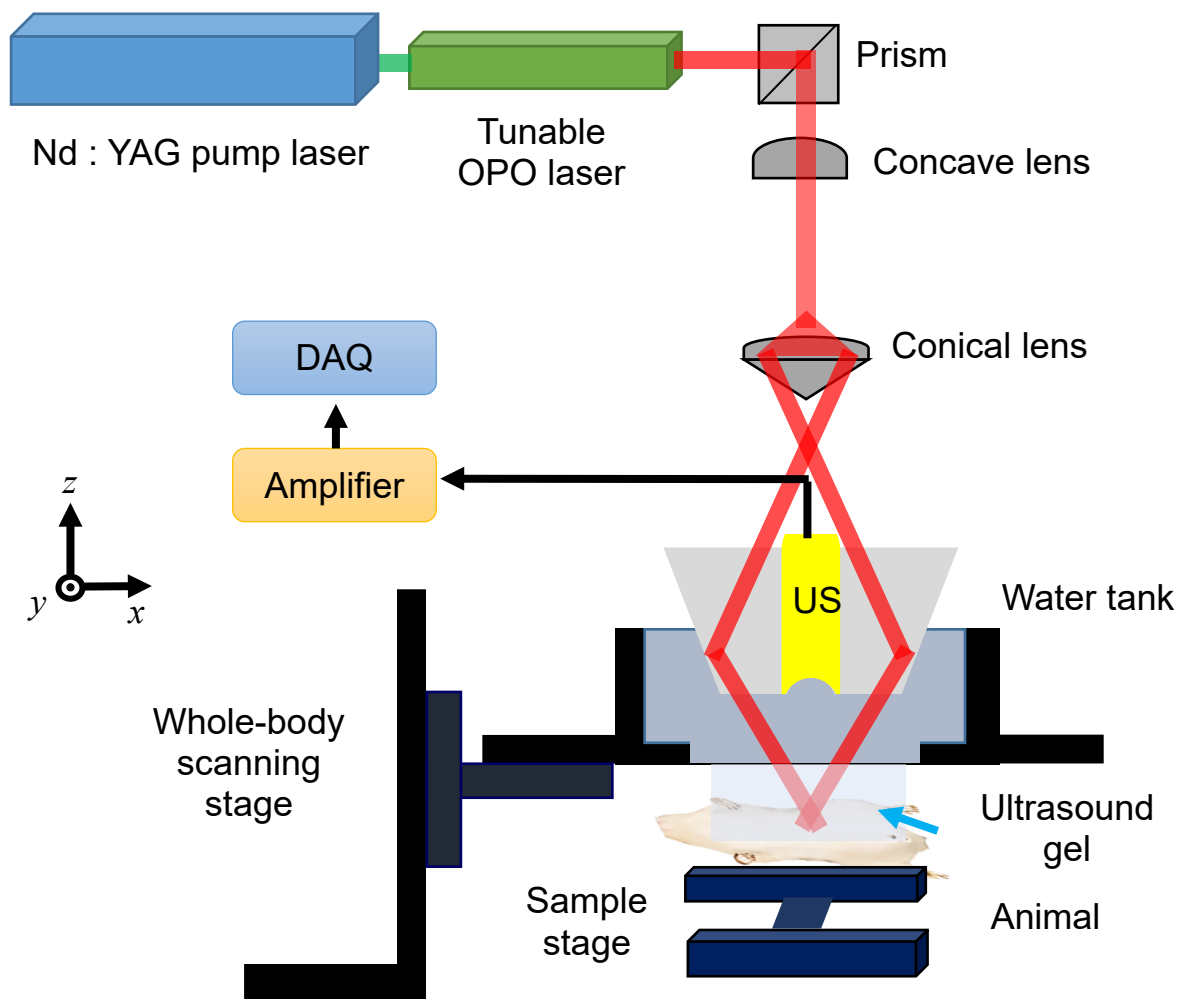 Prism
Nd : YAG pump laser
Tunable
OPO laser
Concave lens
DAQ
Conical lens
Amplifier
z
y
x
US
Water tank
Whole-body
scanning
stage
Ultrasound
gel
Sample
stage
Animal